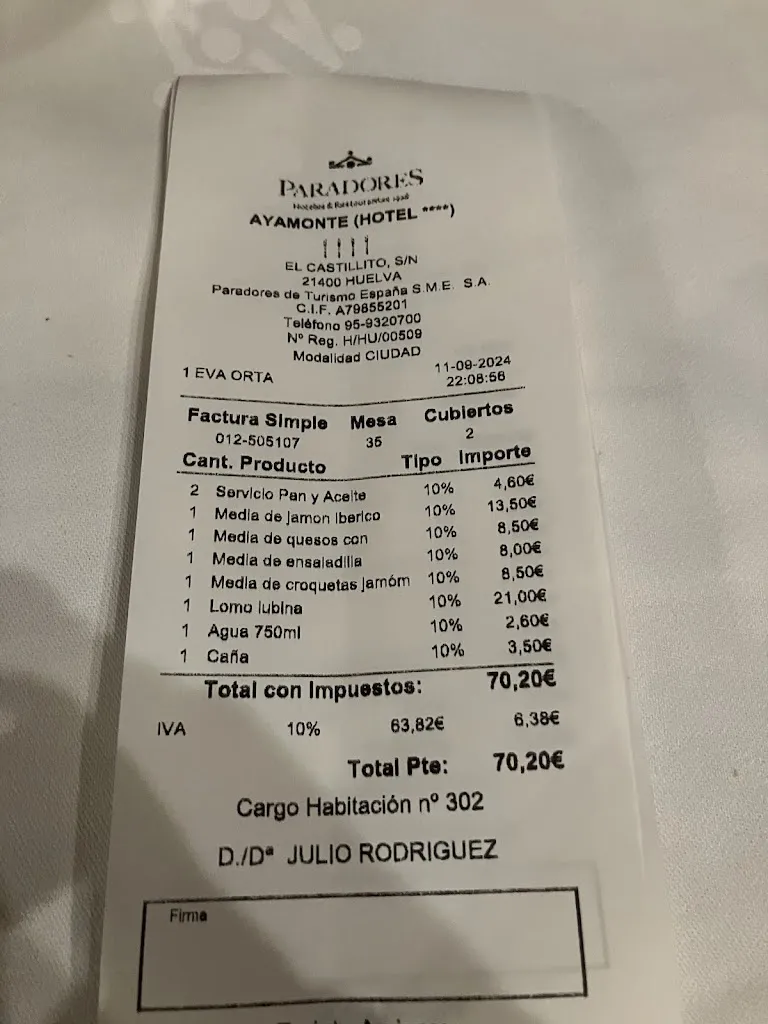 PARADORES
Hoteles & Restaurantes 1928
AYAMONTE (HOTEL ****)
EL CASTILLITO, S/N
21400 HUELVA
Paradores de Turismo España S.M.E. S.A.
C.I.F. A79855201
Teléfono 95-9320700
Nº Reg. H/HU/00509
Modalidad CIUDAD
1 EVA ORTA 11-09-2024
22:08:58
Factura Simple Mesa Cubiertos
012-505107 35 2
Cant. Producto Tipo Importe
2 Servicio Pan y Aceite 10% 4,60€
1 Media de jamon Iberico 10% 13,50€
1 Media de quesos con 10% 8,50€
1 Media de ensaladilla 10% 8,00€
1 Media de croquetas jamóm 10% 8,50€
1 Lomo lubina 10% 21,00€
1 Agua 750ml 10% 2,60€
1 Caña 10% 3,50€
Total con Impuestos: 70,20€
IVA 10% 63,82€ 6,38€
Total Pte: 70,20€
Cargo Habitación nº 302
D./Dª JULIO RODRIGUEZ
Firma